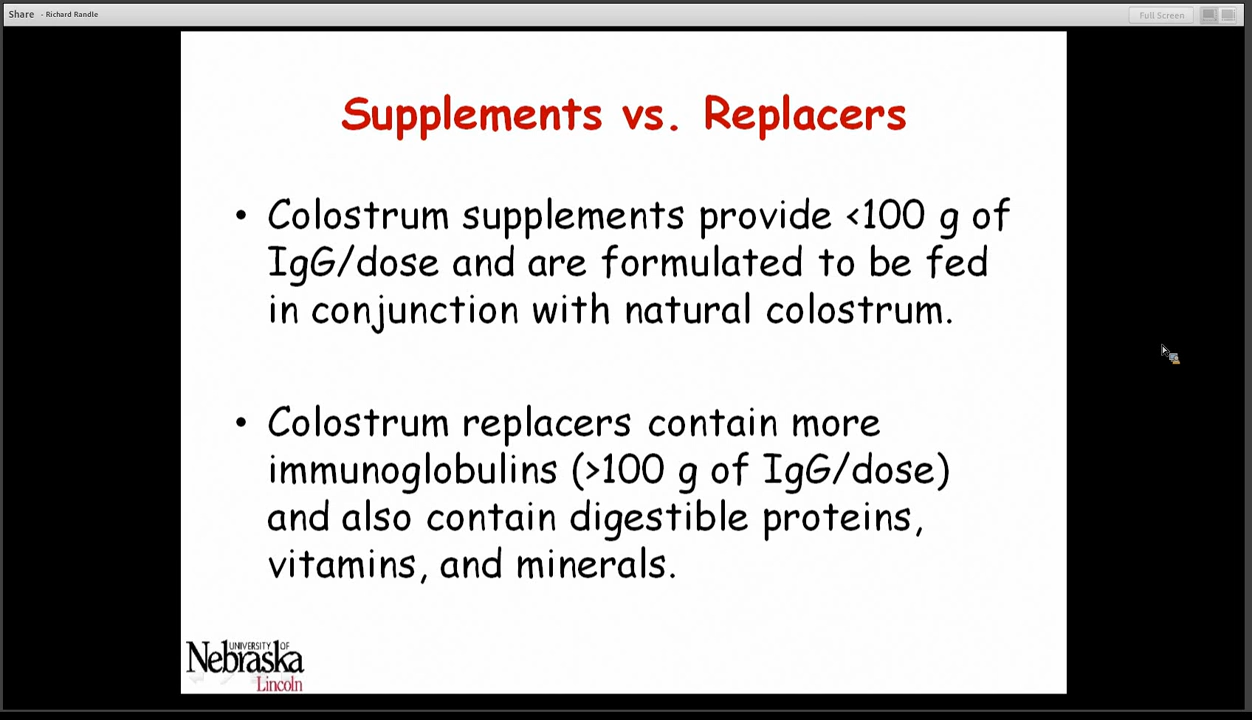 Share - Richard Randle
Full Screen
Supplements vs. Replacers
• Colostrum supplements provide <100 g of
IgG/dose and are formulated to be fed
in conjunction with natural colostrum.
• Colostrum replacers contain more
immunoglobulins (>100 g of IgG/dose)
and also contain digestible proteins,
vitamins, and minerals.
UNIVERSITY OF
Nebraska
Lincoln